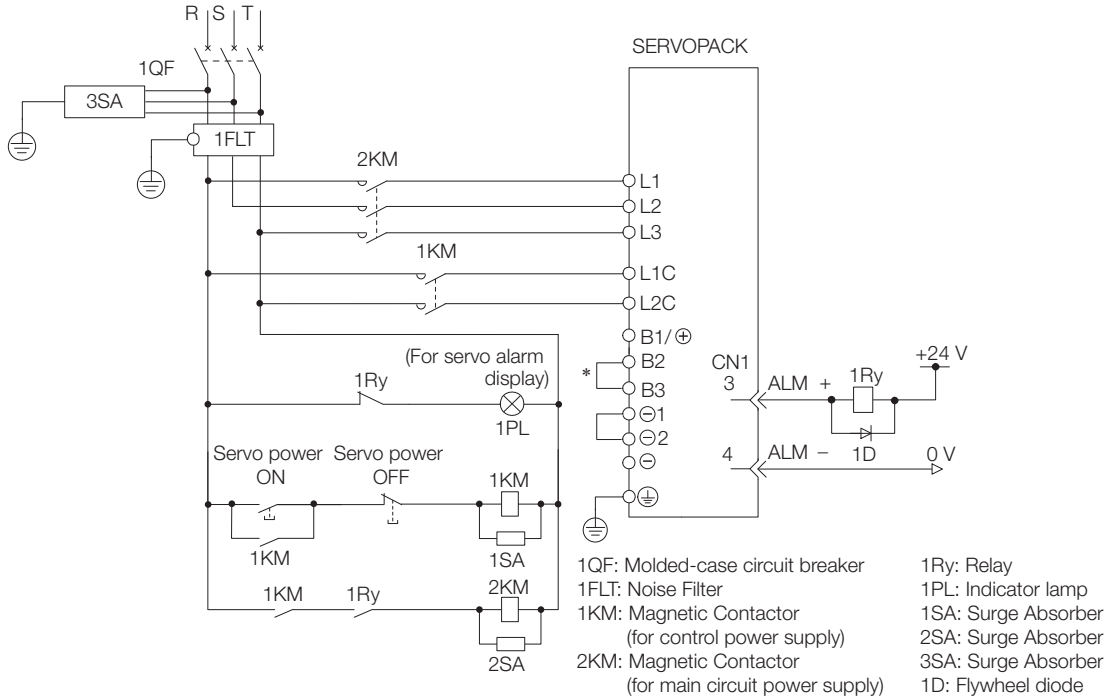 R S T
SERVOPACK
1QF
3SA
1FLT
2KM
L1
L2
L3
1KM
L1C
L2C
B1/⊕
(For servo alarm
display)
B2
CN1
+24 V
*
1Ry
B3
3
ALM +
1Ry
⊖1
1PL
⊖2
1D
Servo power
ON
Servo power
OFF
4
ALM −
0 V
⊖
1KM
1KM
1SA
1KM
1Ry
2KM
2SA
1QF: Molded-case circuit breaker
1FLT: Noise Filter
1KM: Magnetic Contactor
(for control power supply)
2KM: Magnetic Contactor
(for main circuit power supply)
1Ry: Relay
1PL: Indicator lamp
1SA: Surge Absorber
2SA: Surge Absorber
3SA: Surge Absorber
1D: Flywheel diode